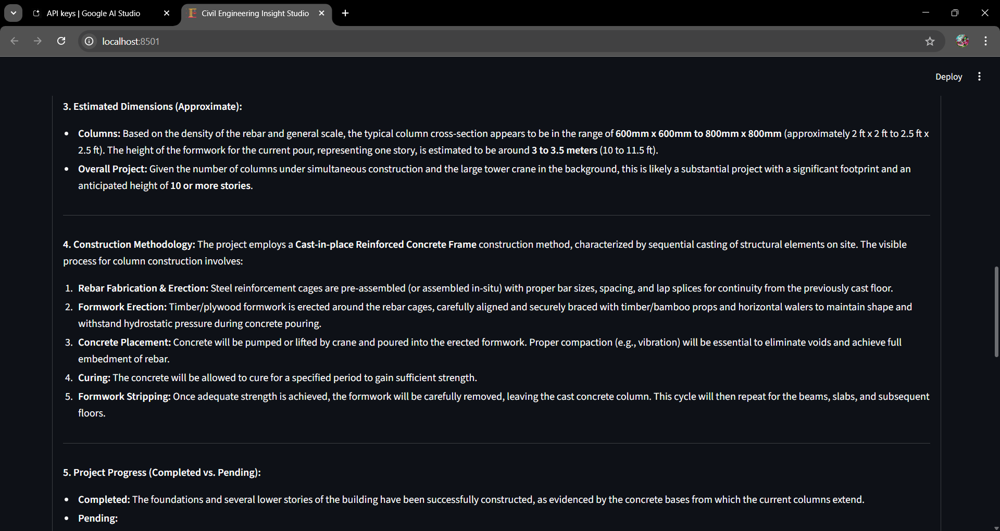 API keys | Google AI Studio
Civil Engineering Insight Studio
localhost:8501
Deploy
3. Estimated Dimensions (Approximate):
• Columns: Based on the density of the rebar and general scale, the typical column cross-section appears to be in the range of 600mm x 600mm to 800mm x 800mm (approximately 2 ft x 2 ft to 2.5 ft x
2.5 ft). The height of the formwork for the current pour, representing one story, is estimated to be around 3 to 3.5 meters (10 to 11.5 ft).
• Overall Project: Given the number of columns under simultaneous construction and the large tower crane in the background, this is likely a substantial project with a significant footprint and an
anticipated height of 10 or more stories.
4. Construction Methodology: The project employs a Cast-in-place Reinforced Concrete Frame construction method, characterized by sequential casting of structural elements on site. The visible
process for column construction involves:
1. Rebar Fabrication & Erection: Steel reinforcement cages are pre-assembled (or assembled in-situ) with proper bar sizes, spacing, and lap splices for continuity from the previously cast floor.
2. Formwork Erection: Timber/plywood formwork is erected around the rebar cages, carefully aligned and securely braced with timber/bamboo props and horizontal walers to maintain shape and
withstand hydrostatic pressure during concrete pouring.
3. Concrete Placement: Concrete will be pumped or lifted by crane and poured into the erected formwork. Proper compaction (e.g., vibration) will be essential to eliminate voids and achieve full
embedment of rebar.
4. Curing: The concrete will be allowed to cure for a specified period to gain sufficient strength.
5. Formwork Stripping: Once adequate strength is achieved, the formwork will be carefully removed, leaving the cast concrete column. This cycle will then repeat for the beams, slabs, and subsequent
floors.
5. Project Progress (Completed vs. Pending):
• Completed: The foundations and several lower stories of the building have been successfully constructed, as evidenced by the concrete bases from which the current columns extend.
• Pending: